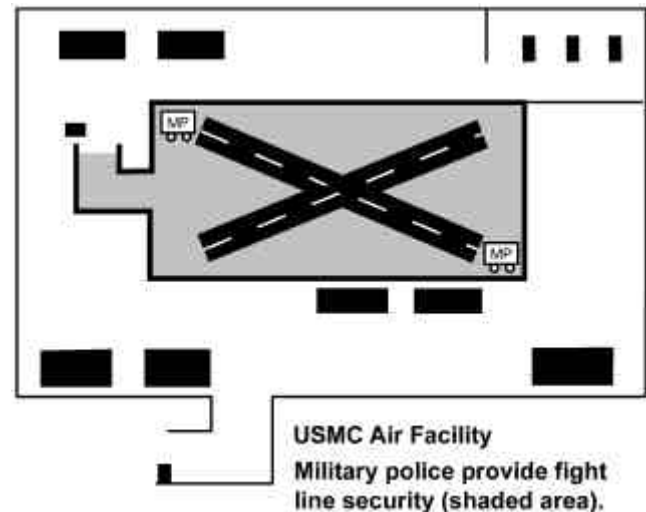 MP
MP
USMC Air Facility
Military police provide fight
line security (shaded area).